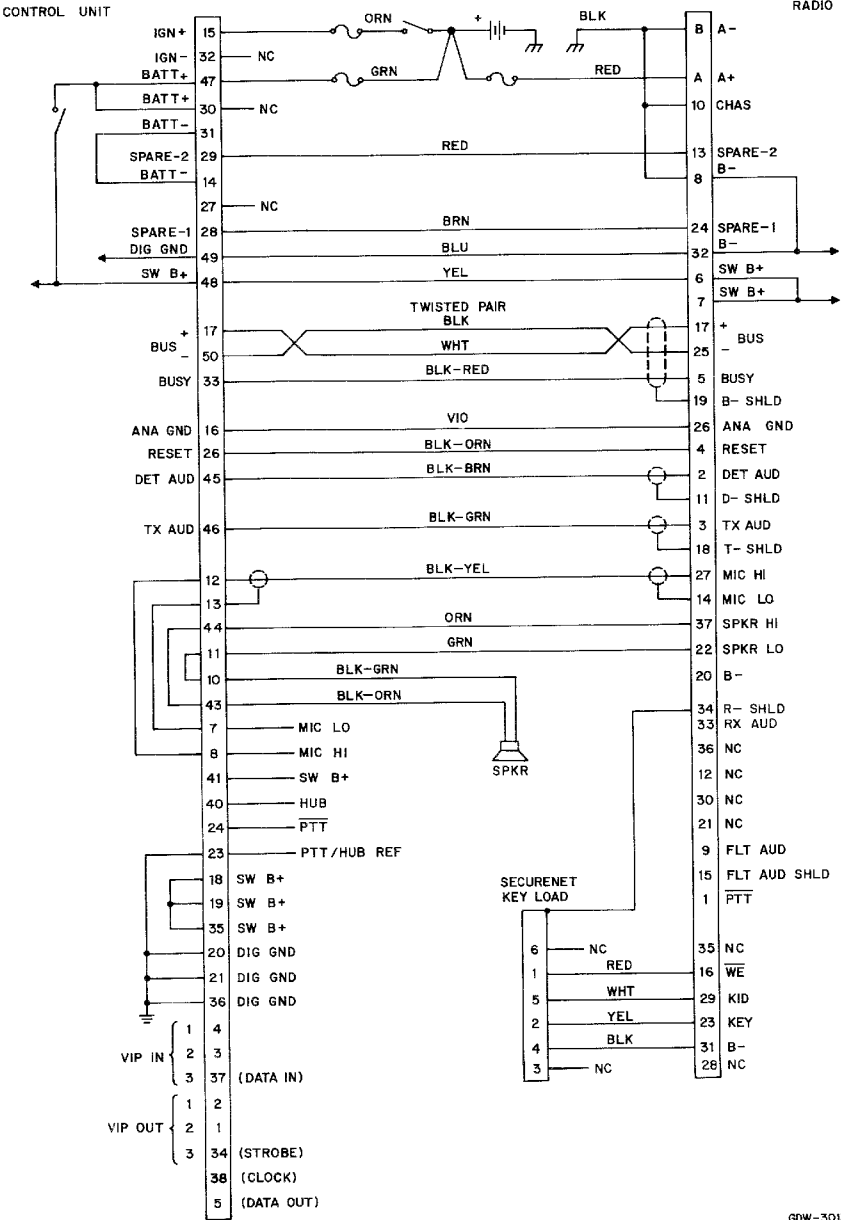 CONTROL UNIT RADIO
ORN + BLK
IGN+ 15 B A-
IGN- 32 NC
BATT+ 47 GRN RED A A+
BATT+ 30 NC 10 CHAS
BATT- 31
SPARE-2 29 RED 13 SPARE-2
BATT- 14 8 B-
27 NC
SPARE-1 28 BRN 24 SPARE-1
DIG GND 49 BLU 32 B-
SW B+ 48 YEL 6 SW B+
7 SW B+
TWISTED PAIR
BUS + 17 BLK 17 + BUS
- 50 WHT 25 -
BUSY 33 BLK-RED 5 BUSY
19 B- SHLD
ANA GND 16 VIO 26 ANA GND
RESET 26 BLK-ORN 4 RESET
DET AUD 45 BLK-BRN 2 DET AUD
11 D- SHLD
TX AUD 46 BLK-GRN 3 TX AUD
18 T- SHLD
12 BLK-YEL 27 MIC HI
13 14 MIC LO
44 ORN 37 SPKR HI
11 GRN 22 SPKR LO
10 BLK-GRN 20 B-
43 BLK-ORN
34 R- SHLD
7 MIC LO 33 RX AUD
8 MIC HI 36 NC
SPKR
41 SW B+ 12 NC
40 HUB 30 NC
24 PTT 21 NC
23 PTT/HUB REF 9 FLT AUD
18 SW B+ 15 FLT AUD SHLD
SECURENET
KEY LOAD
19 SW B+ 1 PTT
35 SW B+
20 DIG GND 6 NC 35 NC
21 DIG GND 1 RED 16 WE
36 DIG GND 5 WHT 29 KID
VIP IN 1 4 2 YEL 23 KEY
2 3 4 BLK 31 B-
3 37 (DATA IN) 3 NC 28 NC
VIP OUT 1 2
2 1
3 34 (STROBE)
38 (CLOCK)
5 (DATA OUT)
GDW-301